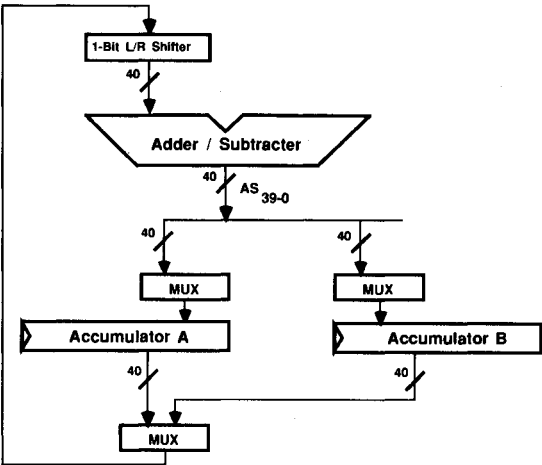 1-Bit L/R Shifter
40
Adder / Subtracter
40
AS 39-0
40
40
MUX
MUX
Accumulator A
Accumulator B
40
40
MUX